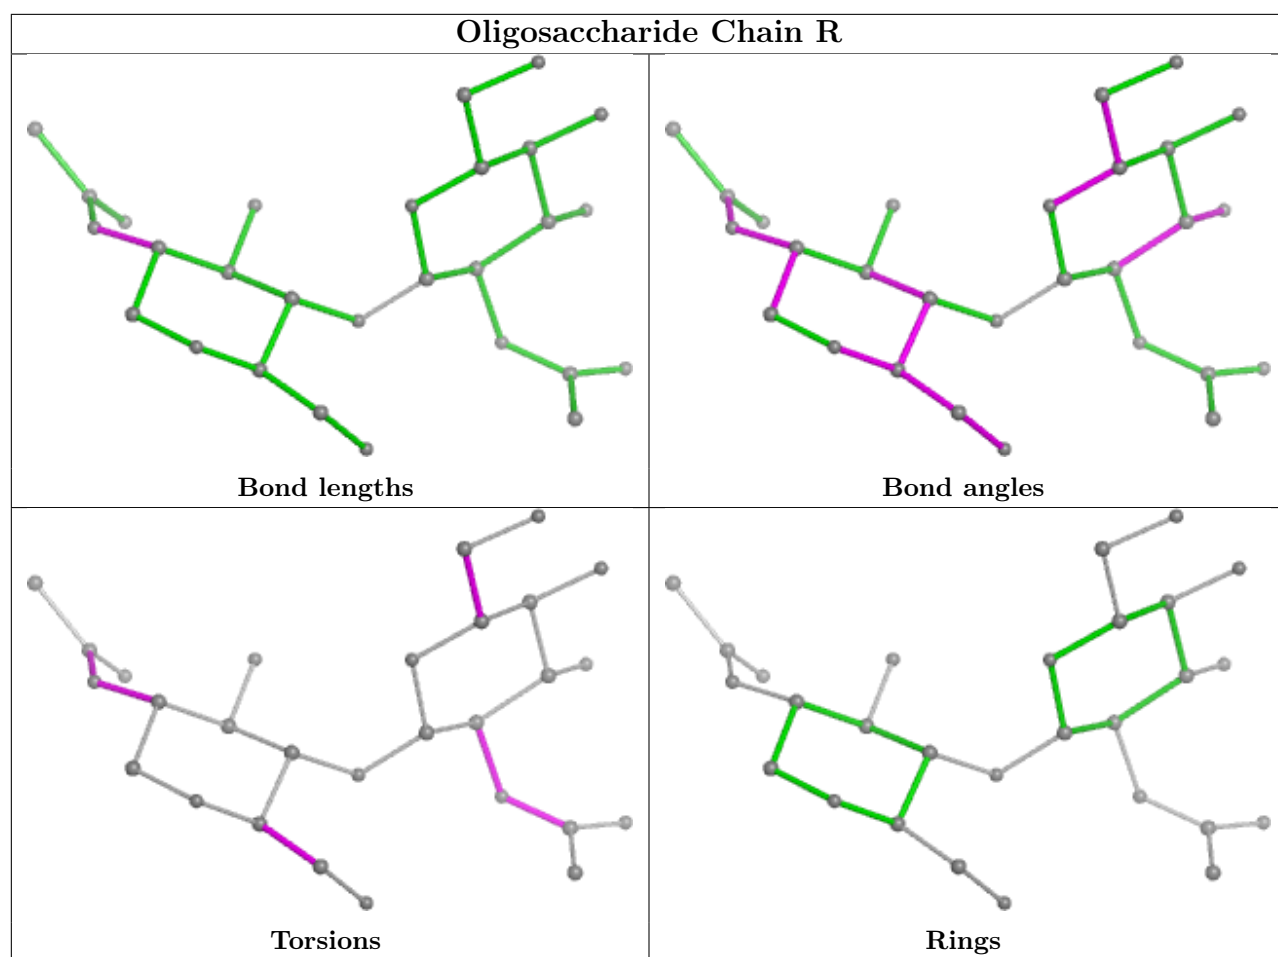 Oligosaccharide Chain R
Bond lengths
Bond angles
Torsions
Rings